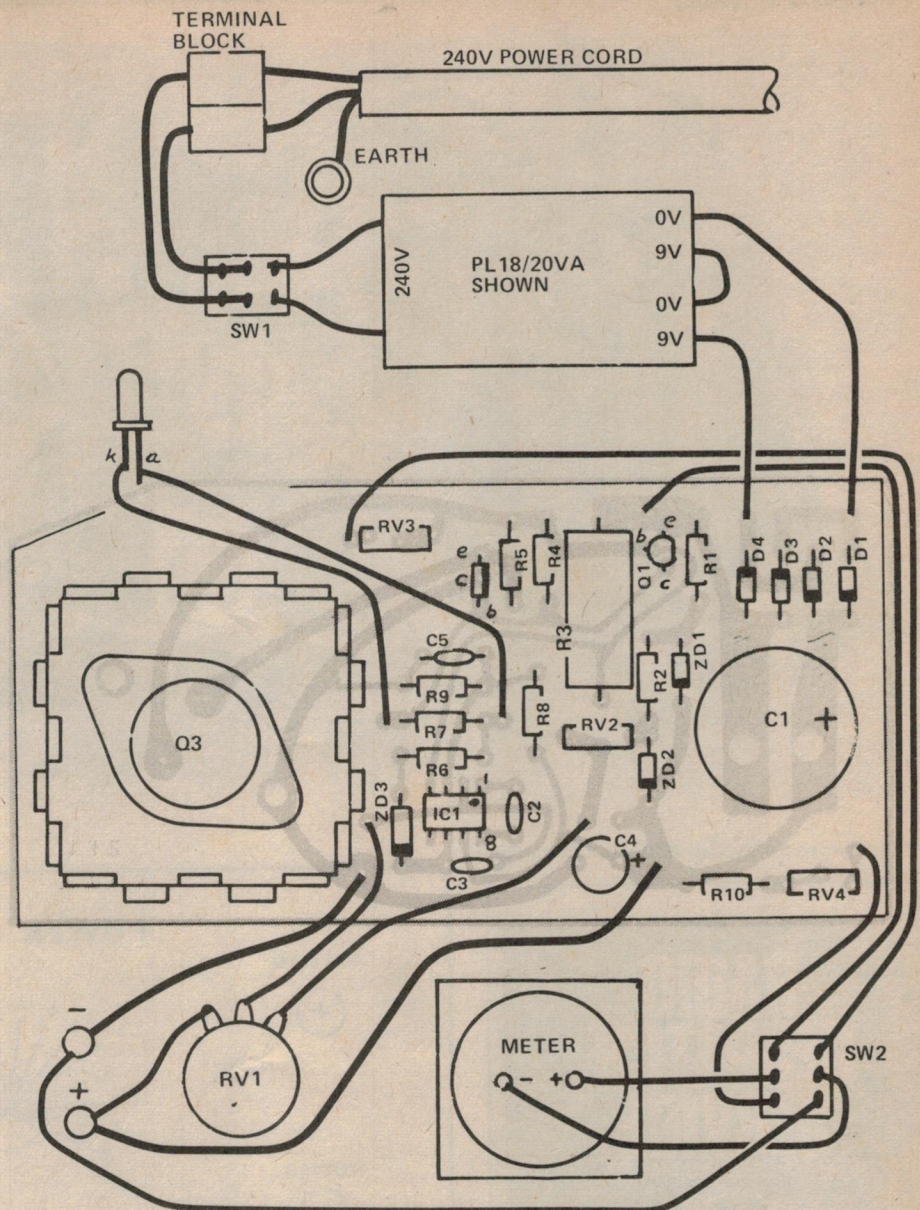 TERMINAL
BLOCK
240V POWER CORD
EARTH
240V
PL18/20VA
SHOWN
0V
9V
0V
9V
SW1
k a
RV3
e
c
b
R5
R4
R3
b
e
c
Q1
R1
D4
D3
D2
D1
C5
R9
R7
R6
R8
RV2
R2
ZD1
ZD2
C1 +
Q3
ZD3
IC1
1
8
C2
C3
C4
+
R10
RV4
-
+
RV1
METER
- +
SW2